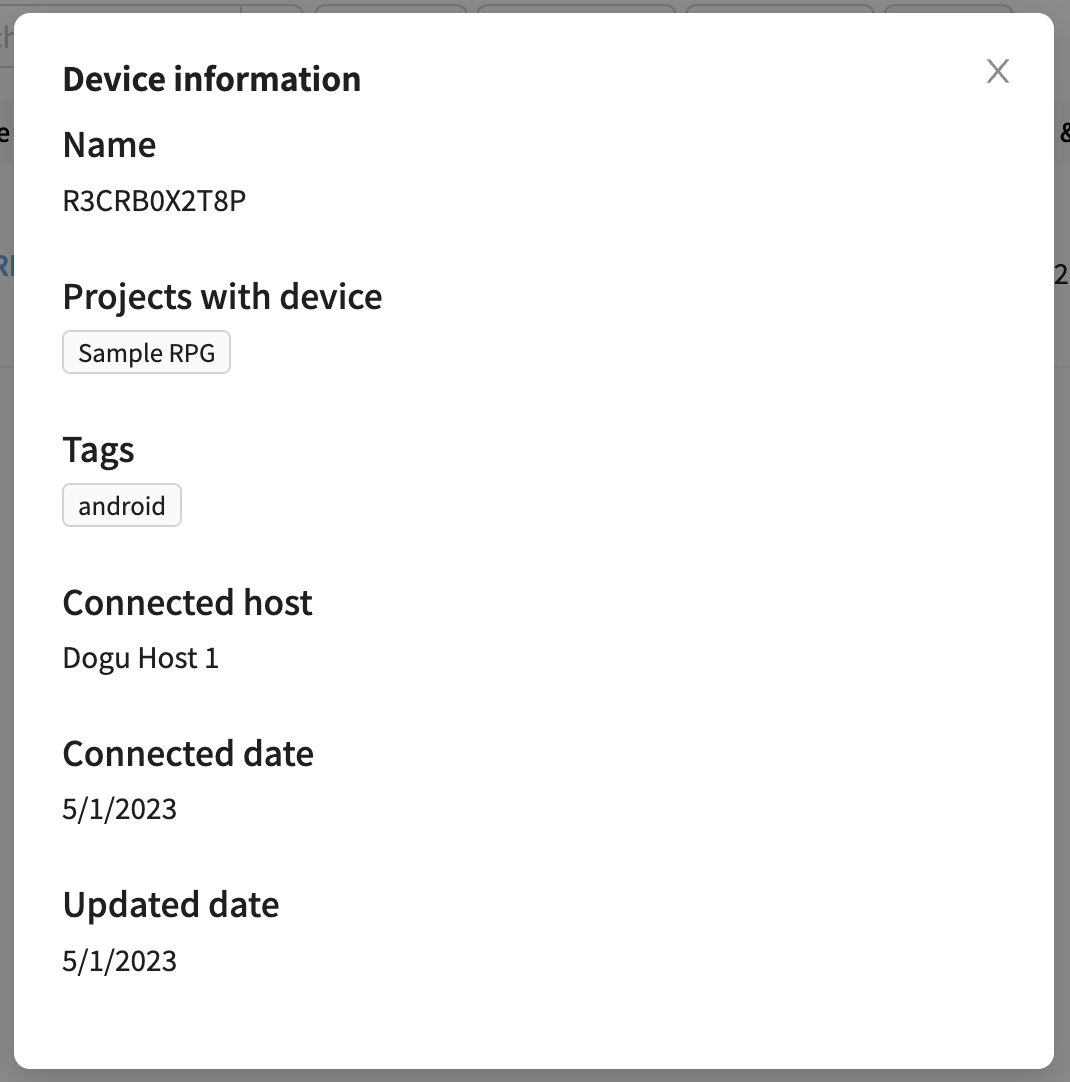 Device information
Name
R3CRB0X2T8P
Projects with device
Sample RPG
Tags
android
Connected host
Dogu Host 1
Connected date
5/1/2023
Updated date
5/1/2023